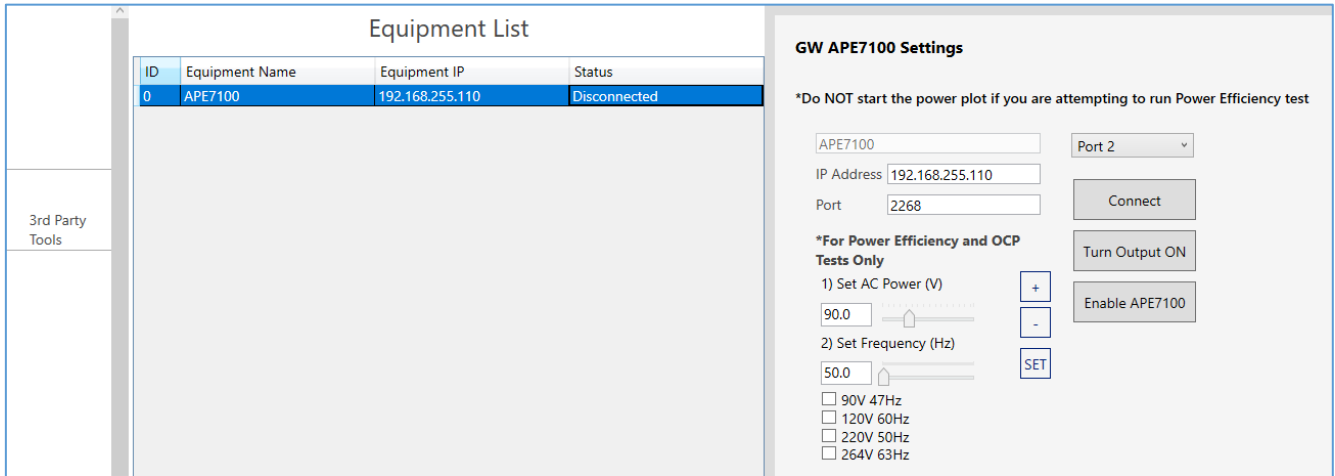 Equipment List
ID Equipment Name Equipment IP Status
0 APE7100 192.168.255.110 Disconnected
3rd Party
Tools
GW APE7100 Settings
*Do NOT start the power plot if you are attempting to run Power Efficiency test
APE7100
Port 2
IP Address 192.168.255.110
Port 2268
Connect
*For Power Efficiency and OCP
Tests Only
Turn Output ON
1) Set AC Power (V)
+
Enable APE7100
90.0
-
2) Set Frequency (Hz)
SET
50.0
90V 47Hz
120V 60Hz
220V 50Hz
264V 63Hz